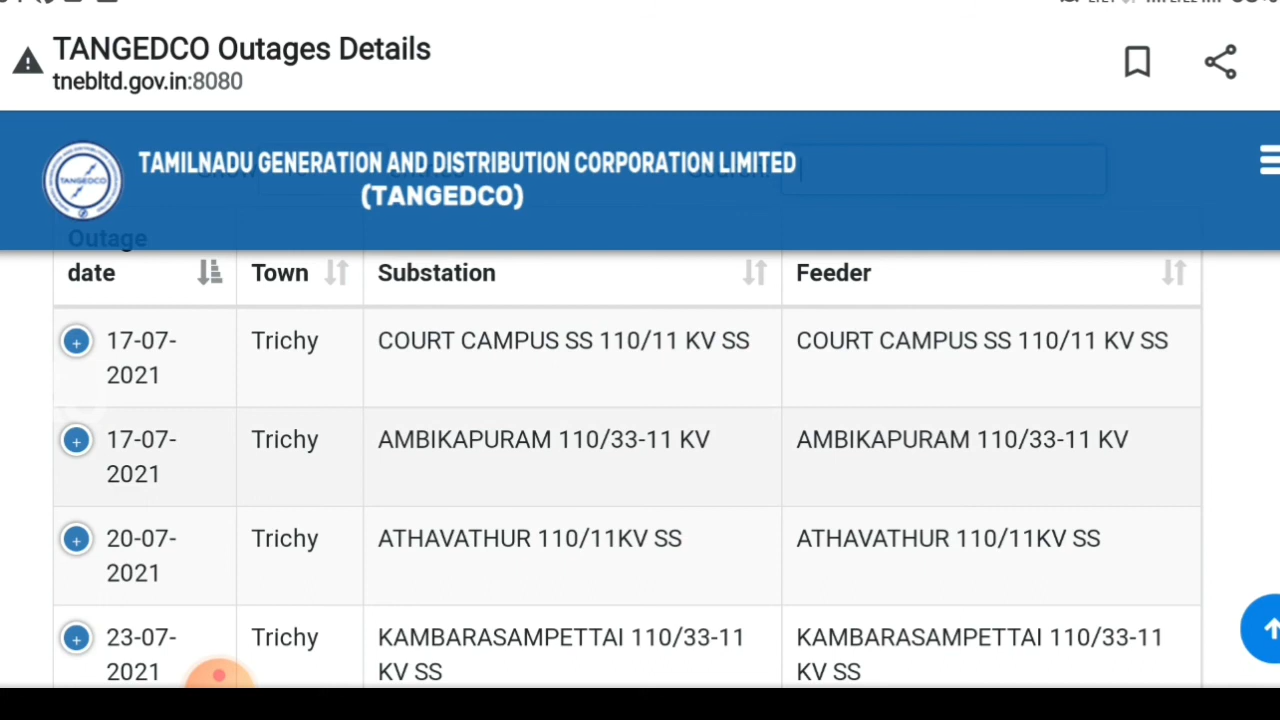 TANGEDCO Outages Details
tnebltd.gov.in:8080
TANGEDCO
TAMILNADU GENERATION AND DISTRIBUTION CORPORATION LIMITED
(TANGEDCO)
Outage
date Town Substation Feeder
17-07- Trichy COURT CAMPUS SS 110/11 KV SS COURT CAMPUS SS 110/11 KV SS
2021
17-07- Trichy AMBIKAPURAM 110/33-11 KV AMBIKAPURAM 110/33-11 KV
2021
20-07- Trichy ATHAVATHUR 110/11KV SS ATHAVATHUR 110/11KV SS
2021
23-07- Trichy KAMBARASAMPETTAI 110/33-11 KAMBARASAMPETTAI 110/33-11
2021 KV SS KV SS